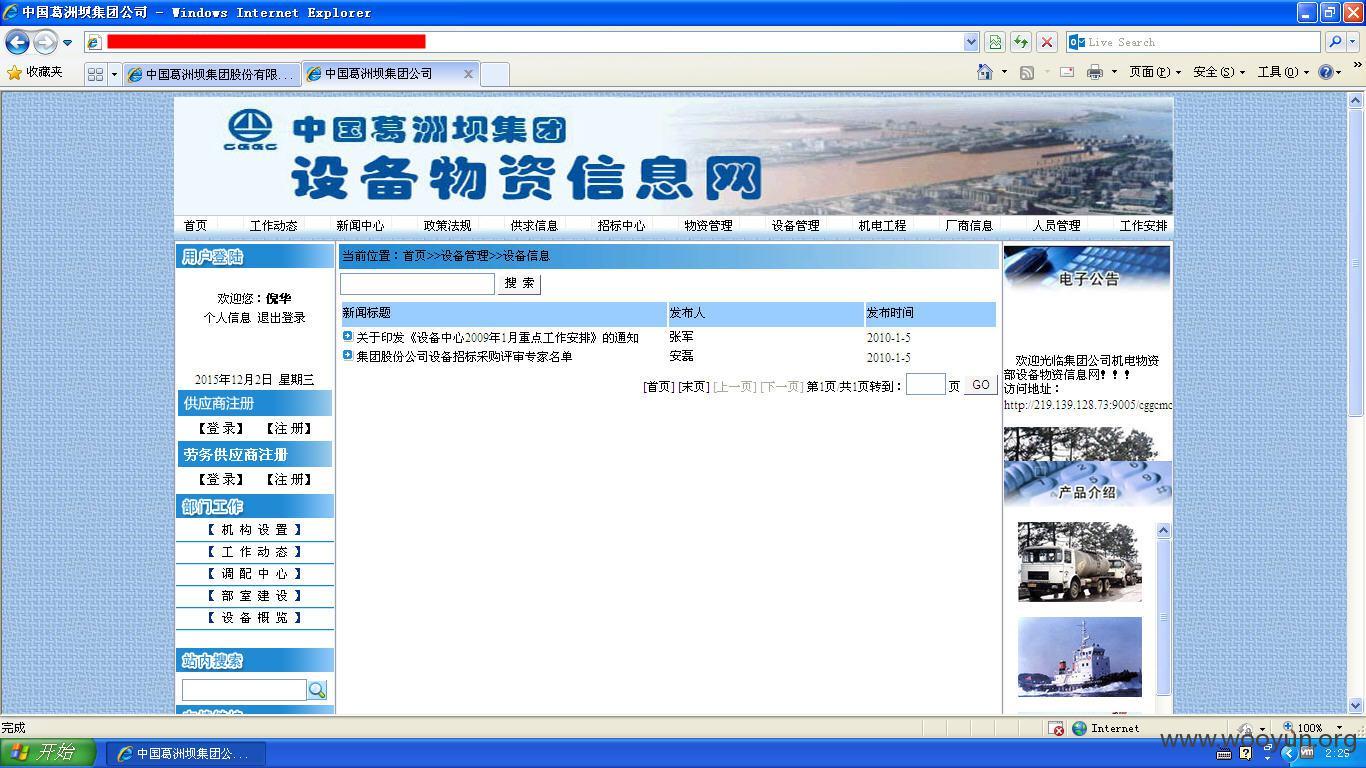 中国葛洲坝集团公司 - Windows Internet Explorer
Live Search
收藏夹
中国葛洲坝集团股份有限...
中国葛洲坝集团公司
页面(P)
安全(S)
工具(O)
CGGC
中国葛洲坝集团
设备物资信息网
首页 工作动态 新闻中心 政策法规 供求信息 招标中心 物资管理 设备管理 机电工程 厂商信息 人员管理 工作安排
用户登陆
欢迎您：倪华
个人信息 退出登录
2015年12月2日 星期三
供应商注册
【登 录】 【注 册】
劳务供应商注册
【登 录】 【注 册】
部门工作
【 机 构 设 置 】
【 工 作 动 态 】
【 调 配 中 心 】
【 部 室 建 设 】
【 设 备 概 览 】
站内搜索
当前位置：首页>>设备管理>>设备信息
搜 索
新闻标题 发布人 发布时间
关于印发《设备中心2009年1月重点工作安排》的通知 张军 2010-1-5
集团股份公司设备招标采购评审专家名单 安磊 2010-1-5
[首页] [末页] [上一页] [下一页] 第1页/共1页转到： 页 GO
电子公告
欢迎光临集团公司机电物资
部设备物资信息网！！！
访问地址：
http://219.139.128.73:9005/cggcmc
产品介绍
完成
Internet
100%
开始
中国葛洲坝集团公...
www.wooyun.org